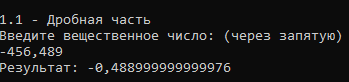 1.1 - Дробная часть
Введите вещественное число: (через запятую)
-456,489
Результат: -0,488999999999976